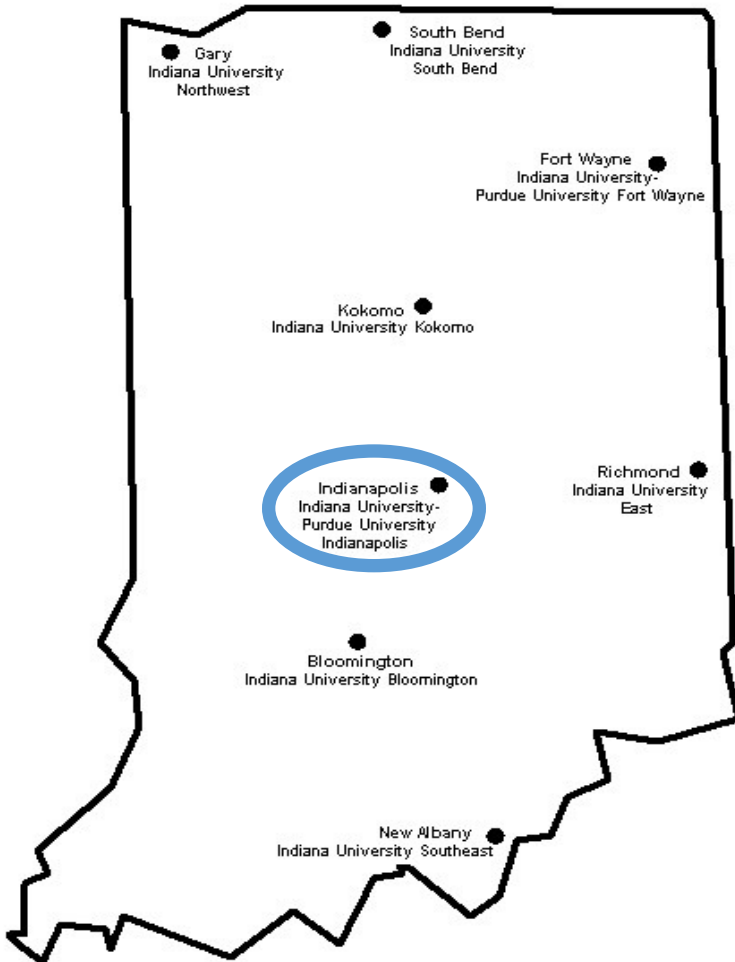 Gary
Indiana University
Northwest
South Bend
Indiana University
South Bend
Fort Wayne
Indiana University-
Purdue University Fort Wayne
Kokomo
Indiana University Kokomo
Indianapolis
Indiana University-
Purdue University
Indianapolis
Richmond
Indiana University
East
Bloomington
Indiana University Bloomington
New Albany
Indiana University Southeast